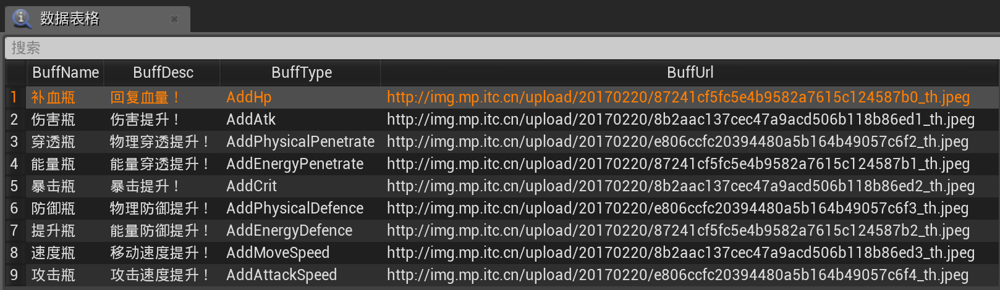 数据表格
搜索
BuffName BuffDesc BuffType BuffUrl
1 补血瓶 回复血量！ AddHp http://img.mp.itc.cn/upload/20170220/87241cf5fc5e4b9582a7615c124587b0_th.jpeg
2 伤害瓶 伤害提升！ AddAtk http://img.mp.itc.cn/upload/20170220/8b2aac137cec47a9acd506b118b86ed1_th.jpeg
3 穿透瓶 物理穿透提升！ AddPhysicalPenetrate http://img.mp.itc.cn/upload/20170220/e806ccfc20394480a5b164b49057c6f2_th.jpeg
4 能量瓶 能量穿透提升！ AddEnergyPenetrate http://img.mp.itc.cn/upload/20170220/87241cf5fc5e4b9582a7615c124587b1_th.jpeg
5 暴击瓶 暴击提升！ AddCrit http://img.mp.itc.cn/upload/20170220/8b2aac137cec47a9acd506b118b86ed2_th.jpeg
6 防御瓶 物理防御提升！ AddPhysicalDefence http://img.mp.itc.cn/upload/20170220/e806ccfc20394480a5b164b49057c6f3_th.jpeg
7 提升瓶 能量防御提升！ AddEnergyDefence http://img.mp.itc.cn/upload/20170220/87241cf5fc5e4b9582a7615c124587b2_th.jpeg
8 速度瓶 移动速度提升！ AddMoveSpeed http://img.mp.itc.cn/upload/20170220/8b2aac137cec47a9acd506b118b86ed3_th.jpeg
9 攻击瓶 攻击速度提升！ AddAttackSpeed http://img.mp.itc.cn/upload/20170220/e806ccfc20394480a5b164b49057c6f4_th.jpeg